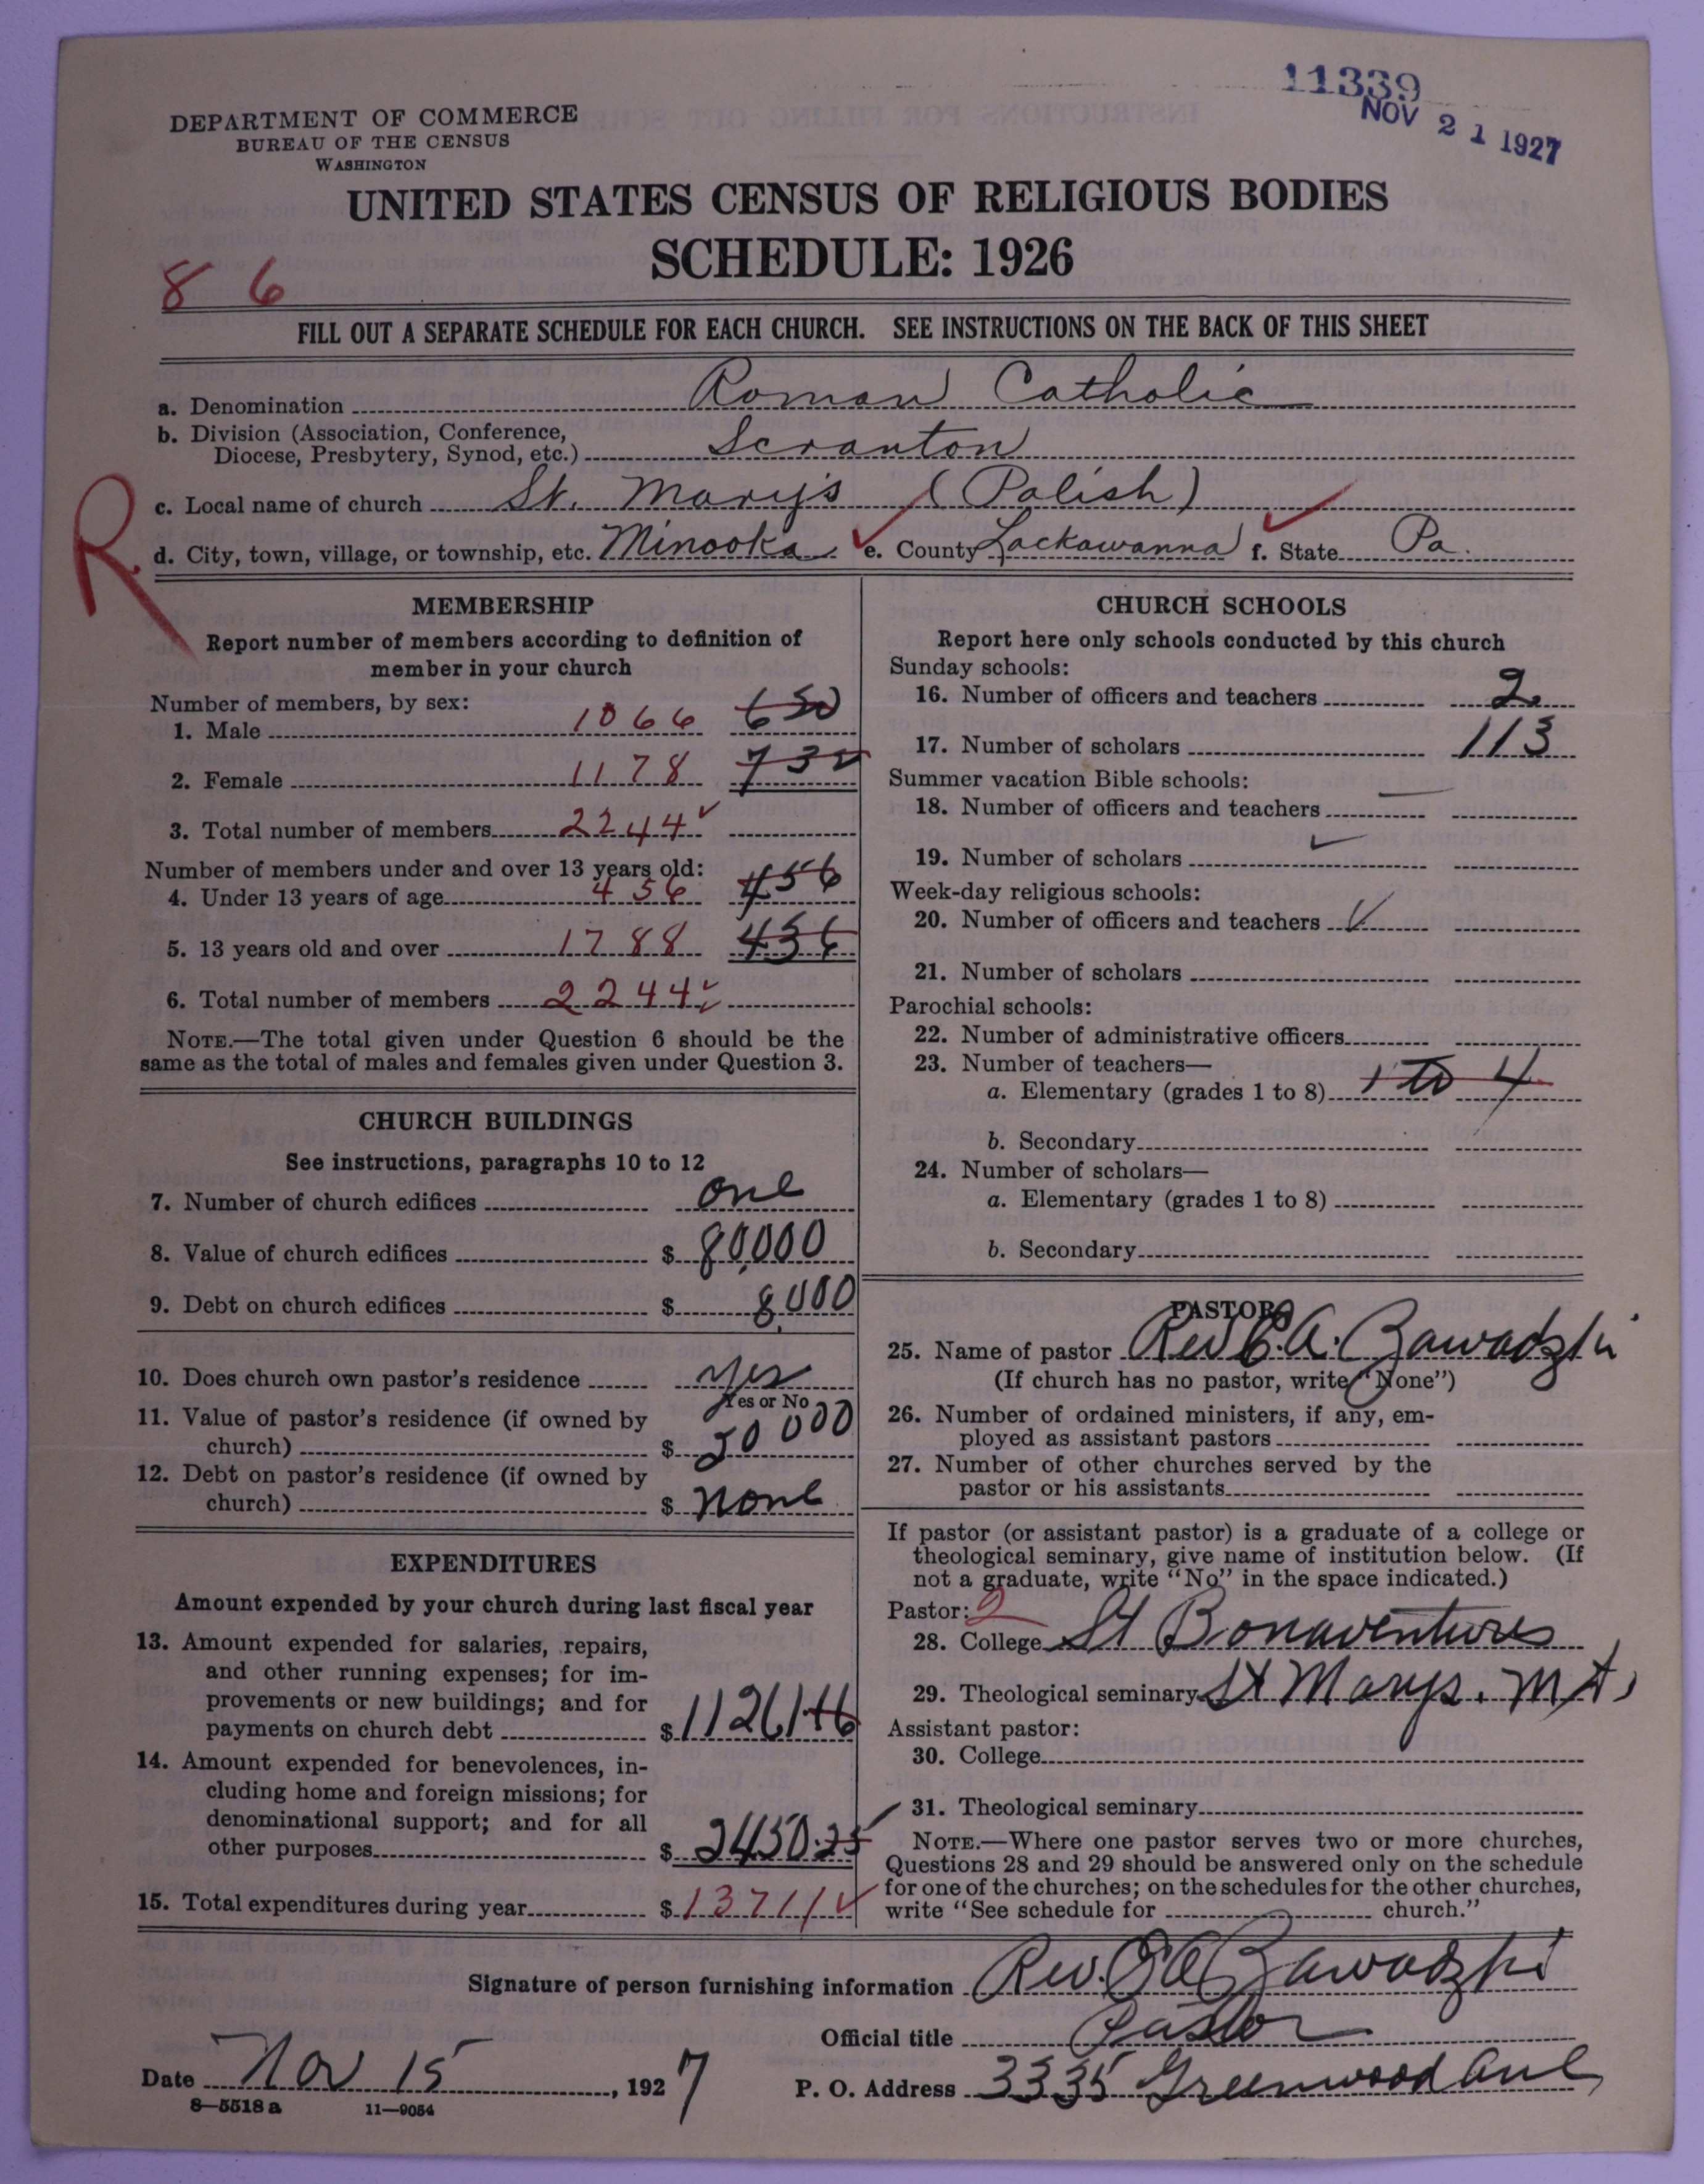 11339
NOV 21 1927
DEPARTMENT OF COMMERCE
BUREAU OF THE CENSUS
WASHINGTON
UNITED STATES CENSUS OF RELIGIOUS BODIES
SCHEDULE: 1926
8 6
FILL OUT A SEPARATE SCHEDULE FOR EACH CHURCH. SEE INSTRUCTIONS ON THE BACK OF THIS SHEET
a. Denomination Roman Catholic
b. Division (Association, Conference,
Diocese, Presbytery, Synod, etc.) Scranton
c. Local name of church St. Mary's (Polish)
R
d. City, town, village, or township, etc. Minooka e. County Lackawanna f. State Pa.
MEMBERSHIP
Report number of members according to definition of
member in your church
Number of members, by sex:
1. Male 1066 650
2. Female 1178 732
3. Total number of members 2244
Number of members under and over 13 years old:
4. Under 13 years of age 456 456
5. 13 years old and over 1788 456
6. Total number of members 2244
NOTE.—The total given under Question 6 should be the
same as the total of males and females given under Question 3.
CHURCH BUILDINGS
See instructions, paragraphs 10 to 12
7. Number of church edifices one
8. Value of church edifices $ 80,000
9. Debt on church edifices $ 8,000
10. Does church own pastor's residence yes
Yes or No
11. Value of pastor's residence (if owned by
church) $ 20 000
12. Debt on pastor's residence (if owned by
church) $ none
EXPENDITURES
Amount expended by your church during last fiscal year
13. Amount expended for salaries, repairs,
and other running expenses; for im-
provements or new buildings; and for
payments on church debt $ 11261.46
14. Amount expended for benevolences, in-
cluding home and foreign missions; for
denominational support; and for all
other purposes $ 2450.25
15. Total expenditures during year $ 13711
CHURCH SCHOOLS
Report here only schools conducted by this church
Sunday schools:
16. Number of officers and teachers 2
17. Number of scholars 113
Summer vacation Bible schools:
18. Number of officers and teachers
19. Number of scholars
Week-day religious schools:
20. Number of officers and teachers
21. Number of scholars
Parochial schools:
22. Number of administrative officers
23. Number of teachers—
a. Elementary (grades 1 to 8) 1 to 4
b. Secondary
24. Number of scholars—
a. Elementary (grades 1 to 8)
b. Secondary
PASTOR
25. Name of pastor Rev. C. A. Zawadzki
(If church has no pastor, write "None")
26. Number of ordained ministers, if any, em-
ployed as assistant pastors
27. Number of other churches served by the
pastor or his assistants
If pastor (or assistant pastor) is a graduate of a college or
theological seminary, give name of institution below. (If
not a graduate, write "No" in the space indicated.)
Pastor: 2
28. College St Bonaventures
29. Theological seminary St Marys.
Assistant pastor:
30. College
31. Theological seminary
NOTE.—Where one pastor serves two or more churches,
Questions 28 and 29 should be answered only on the schedule
for one of the churches; on the schedules for the other churches,
write "See schedule for church."
Signature of person furnishing information Rev. Zawadzki
Official title Pastor
Date Nov 15, 1927
P. O. Address 3335 Greenwood Ave
8—5518 a 11—9054